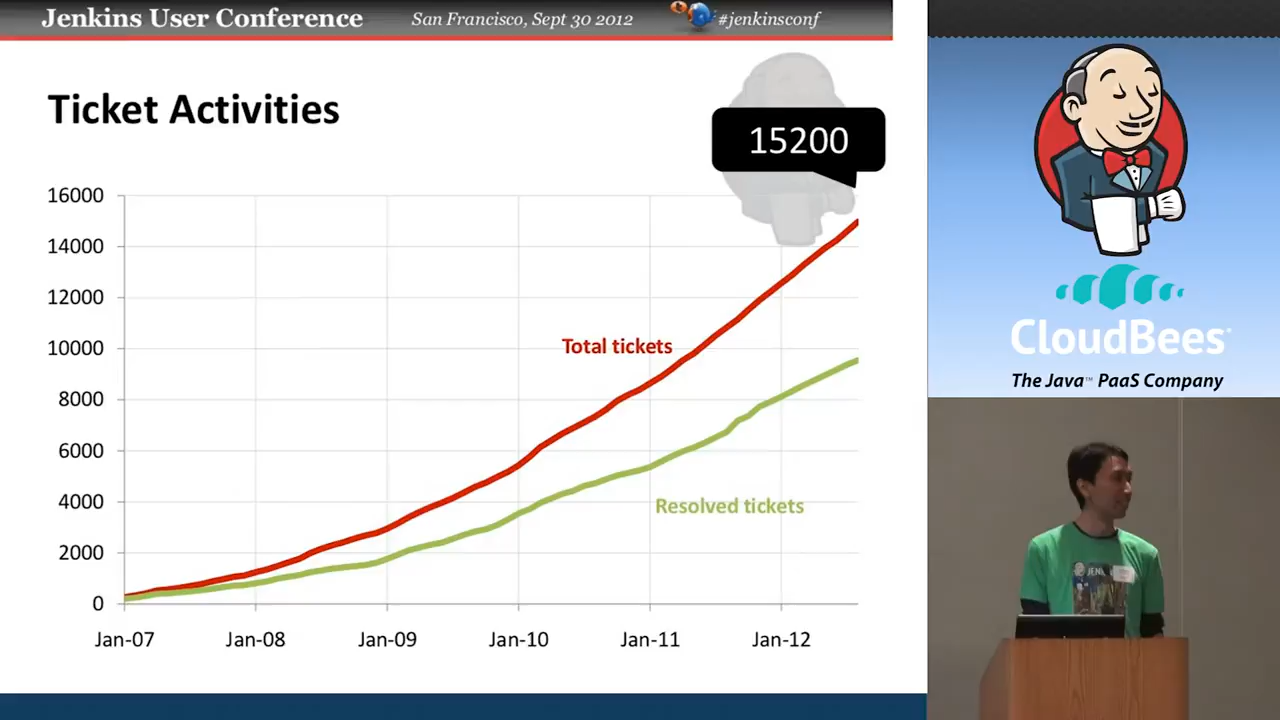 Jenkins User Conference San Francisco, Sept 30 2012 #jenkinsconf
Ticket Activities
15200
16000
14000
12000
10000
8000
6000
4000
2000
0
Total tickets
Resolved tickets
Jan-07 Jan-08 Jan-09 Jan-10 Jan-11 Jan-12
CloudBees
The Java™ PaaS Company